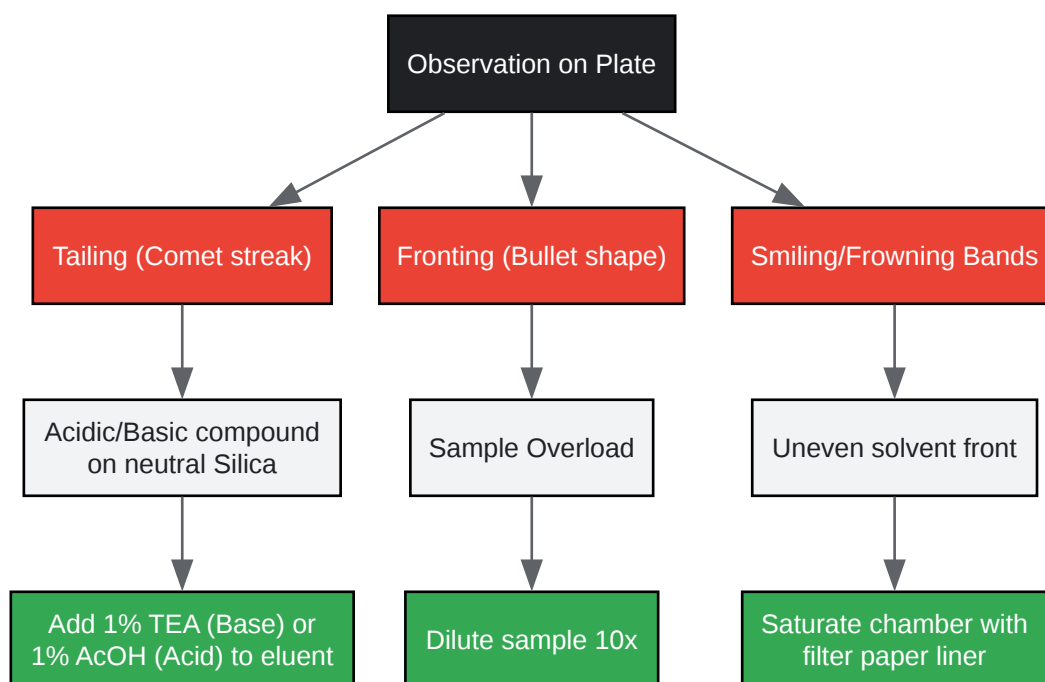 Observation on Plate
Tailing (Comet streak)
Fronting (Bullet shape)
Smiling/Frowning Bands
Acidic/Basic compound
on neutral Silica
Sample Overload
Uneven solvent front
Add 1% TEA (Base) or
1% AcOH (Acid) to eluent
Dilute sample 10x
Saturate chamber with
filter paper liner